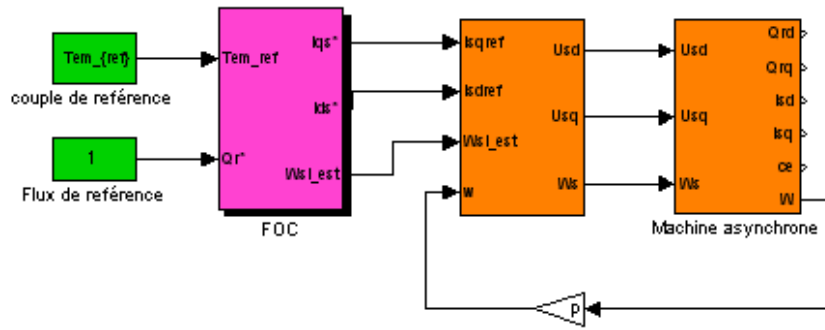 Tem_{ref}
couple de reférence
1
Flux de reférence
Tem_ref
Qr*
Iqs*
Ids*
Wsl_est
FOC
Isqref
Isdref
Wsl_est
w
Usd
Usq
Ws
Usd
Usq
Ws
Qrd
Qrq
Isd
Isq
ce
W
Machine asynchrone
p